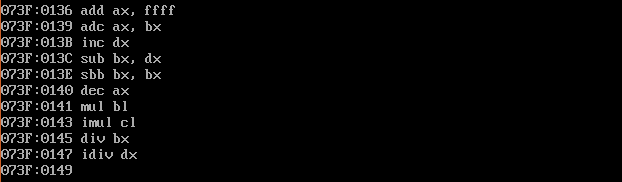 073F:0136 add ax, ffff
073F:0139 adc ax, bx
073F:013B inc dx
073F:013C sub bx, dx
073F:013E sbb bx, bx
073F:0140 dec ax
073F:0141 mul bl
073F:0143 imul cl
073F:0145 div bx
073F:0147 idiv dx
073F:0149